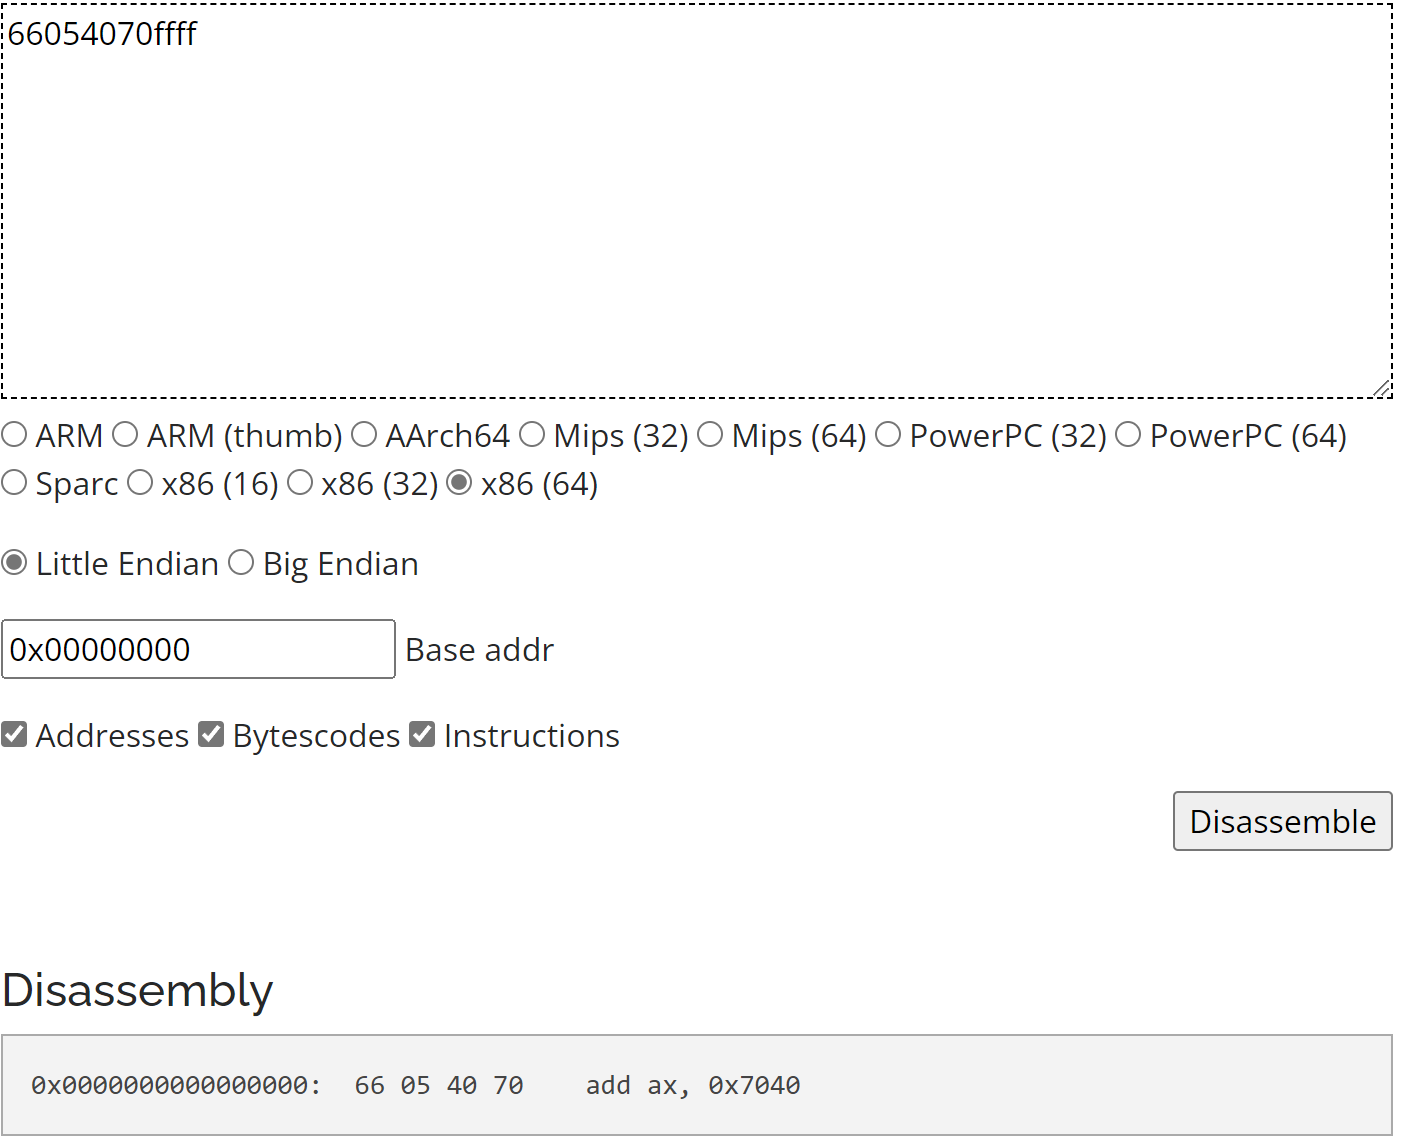 66054070ffff
ARM ARM (thumb) AArch64 Mips (32) Mips (64) PowerPC (32) PowerPC (64)
Sparc x86 (16) x86 (32) x86 (64)
Little Endian Big Endian
0x00000000 Base addr
Addresses Bytescodes Instructions
Disassemble
Disassembly
0x0000000000000000: 66 05 40 70 add ax, 0x7040